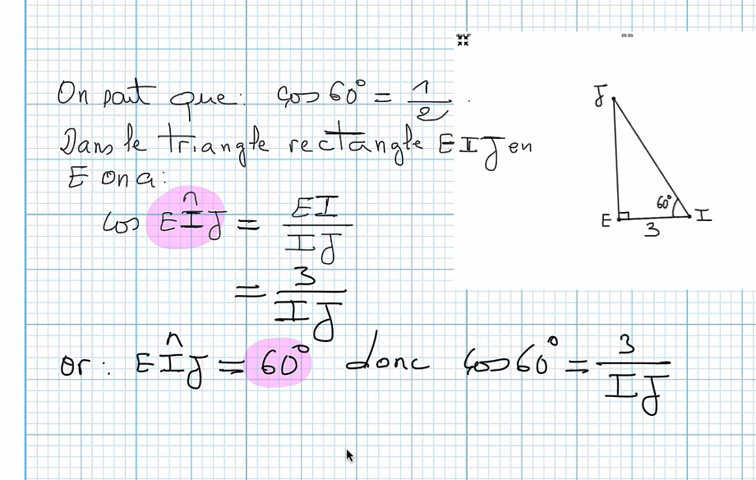 On sait que: cos 60° = 1/2.
Dans le triangle rectangle EIJ en
E on a:
cos EÎJ = EI/IJ
= 3/IJ
or: EÎJ = 60° donc cos 60° = 3/IJ
J
60°
E
I
3